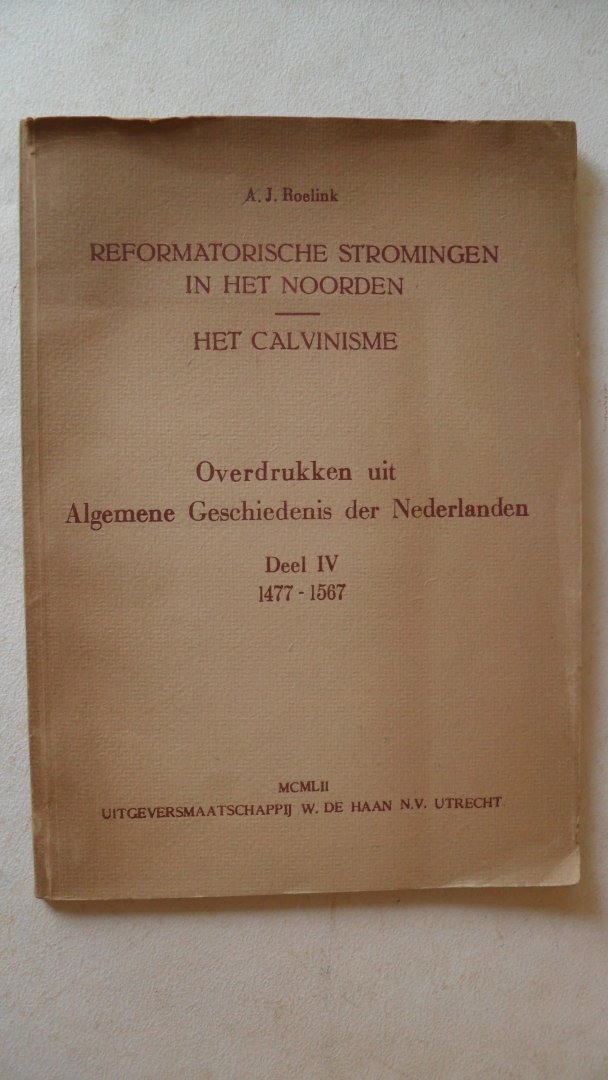 A. J. Roelink
REFORMATORISCHE STROMINGEN
IN HET NOORDEN
HET CALVINISME
Overdrukken uit
Algemene Geschiedenis der Nederlanden
Deel IV
1477 - 1567
MCMLII
UITGEVERSMAATSCHAPPIJ W. DE HAAN N.V. UTRECHT